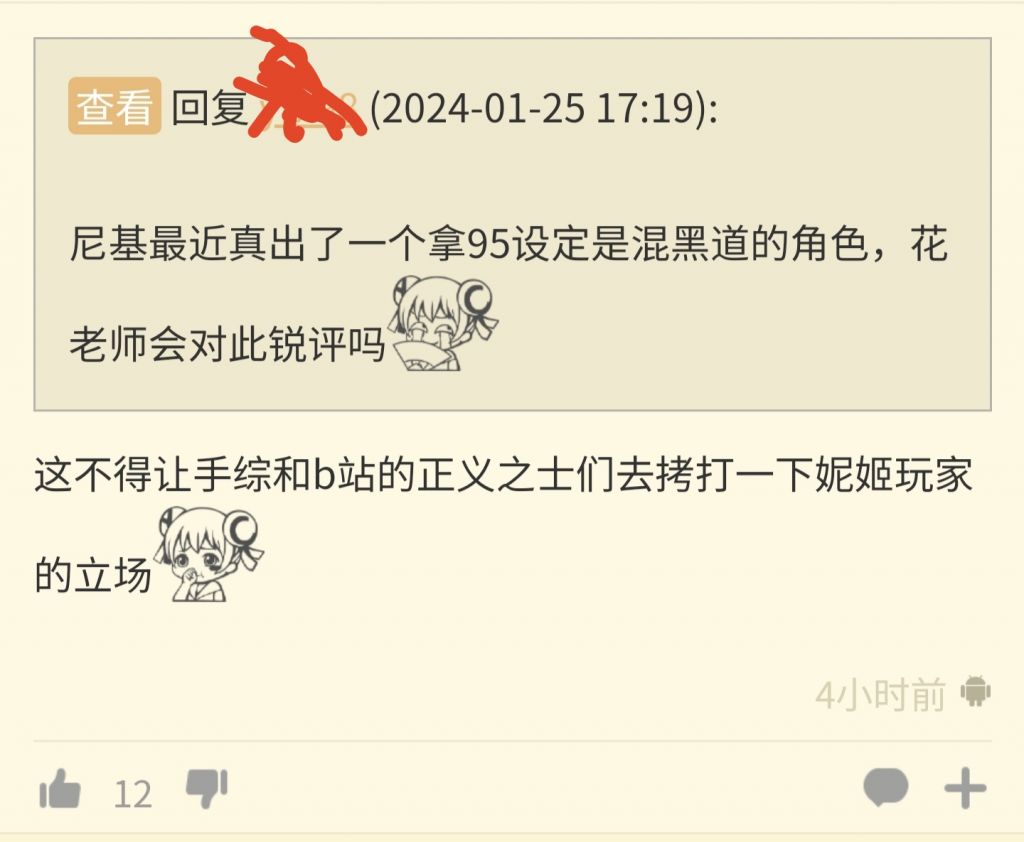 查看 回复 (2024-01-25 17:19):
尼基最近真出了一个拿95设定是混黑道的角色，花
老师会对此锐评吗
这不得让手综和b站的正义之士们去拷打一下妮姬玩家
的立场
4小时前
12